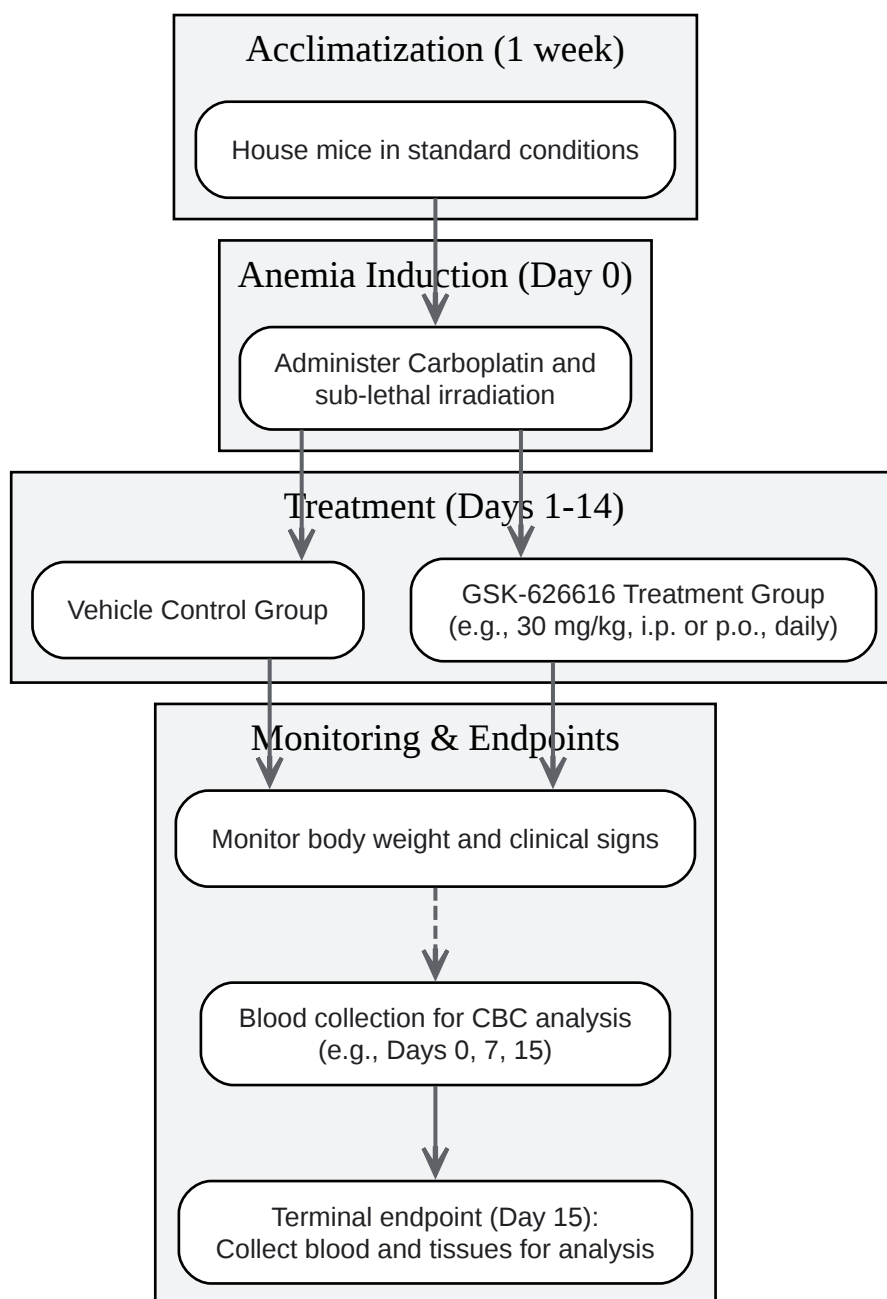 Acclimatization (1 week)
House mice in standard conditions
Anemia Induction (Day 0)
Administer Carboplatin and
sub-lethal irradiation
Treatment (Days 1-14)
Vehicle Control Group
GSK-626616 Treatment Group
(e.g., 30 mg/kg, i.p. or p.o., daily)
Monitoring & Endpoints
Monitor body weight and clinical signs
Blood collection for CBC analysis
(e.g., Days 0, 7, 15)
Terminal endpoint (Day 15):
Collect blood and tissues for analysis